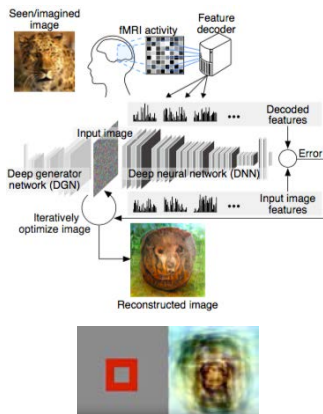 Seen/imagined
image
fMRI activity
Feature
decoder
Input image
Decoded
features
Deep generator
network (DGN)
Deep neural network (DNN)
Error
Iteratively
optimize image
Input image
features
Reconstructed image